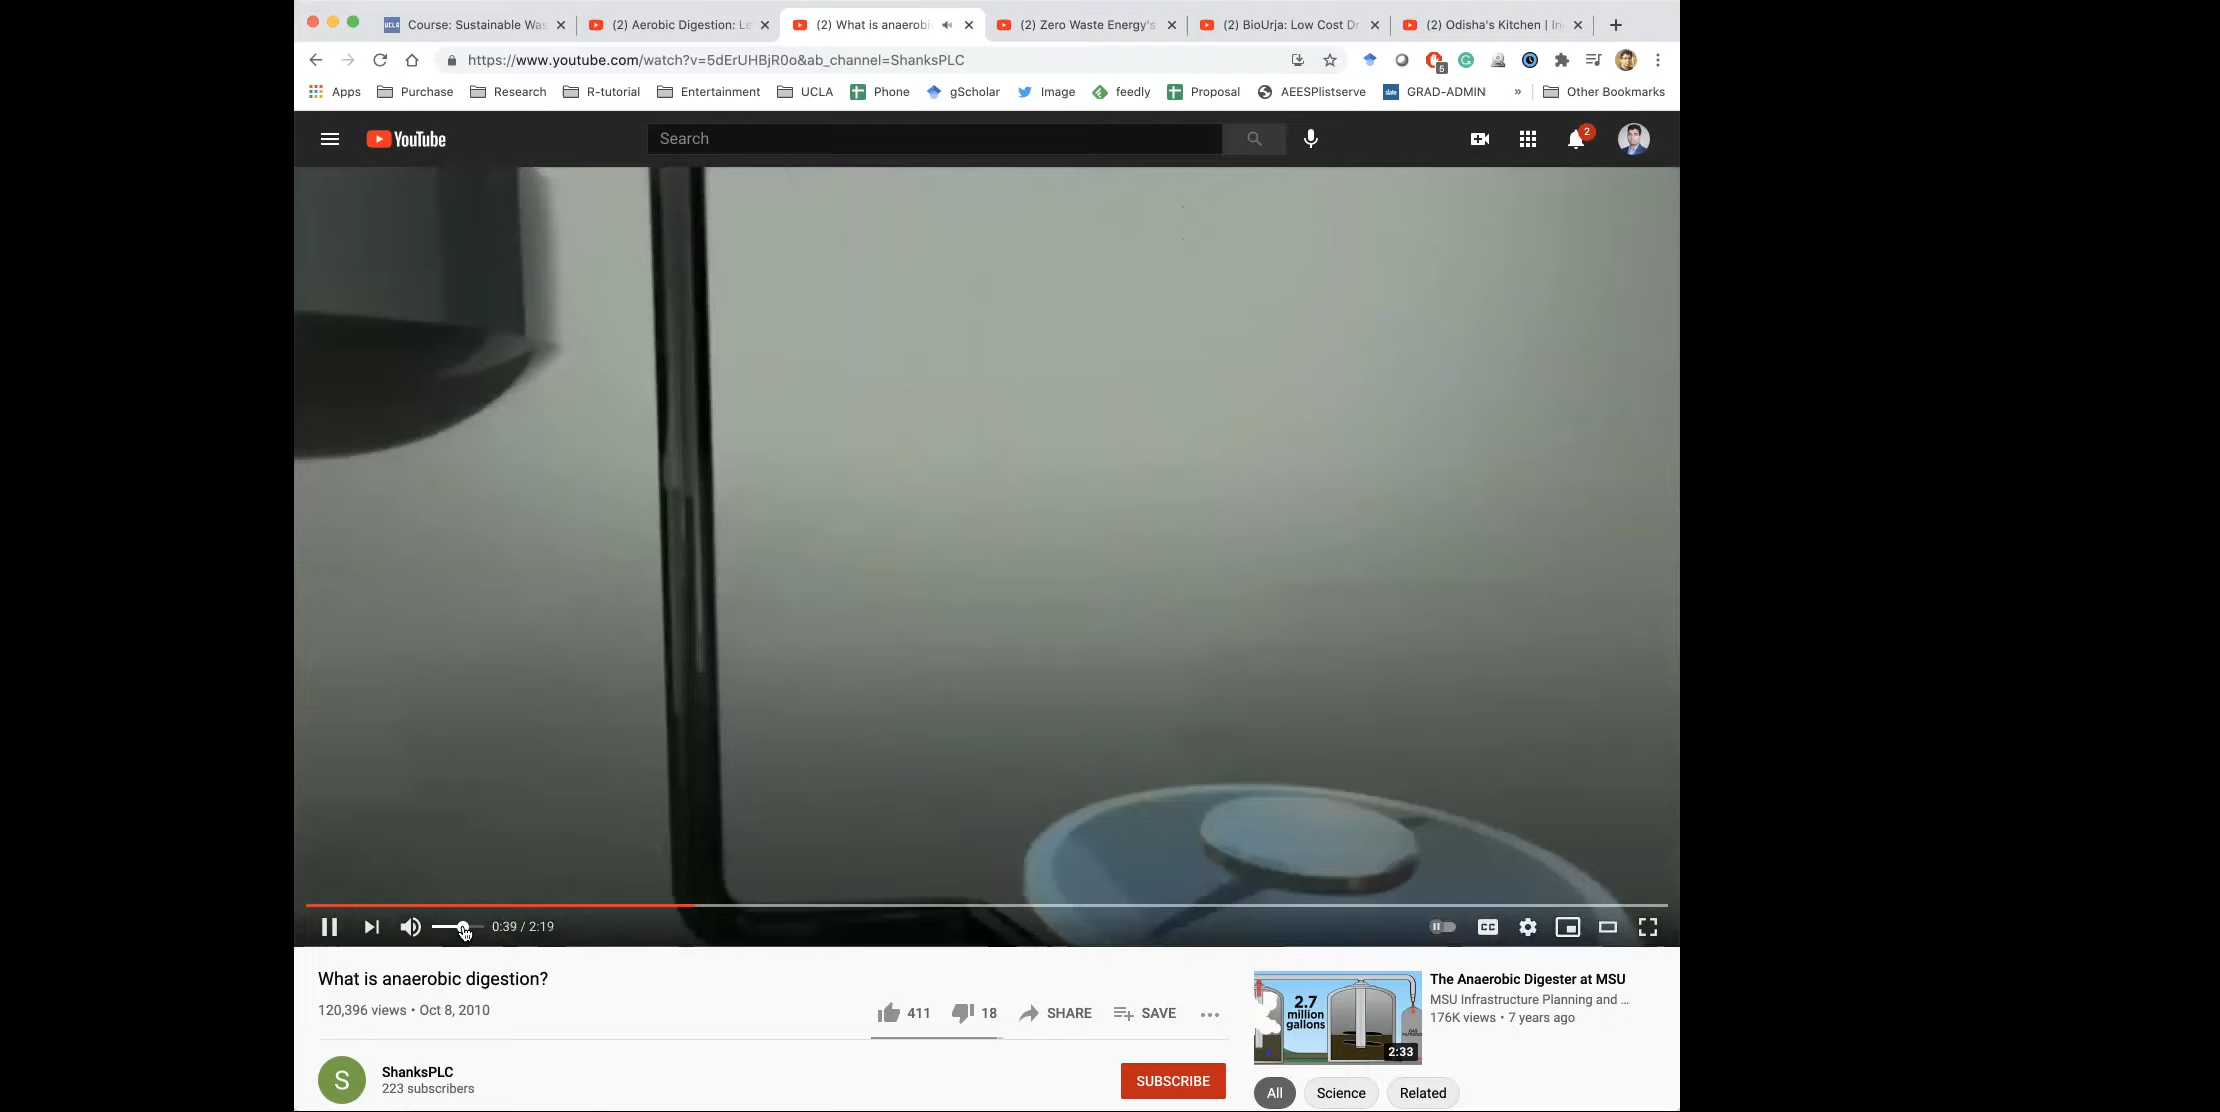 Course: Sustainable Was
(2) Aerobic Digestion: Le
(2) What is anaerobi
(2) Zero Waste Energy's
(2) BioUrja: Low Cost Dr
(2) Odisha's Kitchen | In
https://www.youtube.com/watch?v=5dErUHBjR0o&ab_channel=ShanksPLC
5
Apps
Purchase
Research
R-tutorial
Entertainment
UCLA
Phone
gScholar
Image
feedly
Proposal
AEESPlistserve
GRAD-ADMIN
»
Other Bookmarks
YouTube
Search
2
0:39 / 2:19
CC
What is anaerobic digestion?
120,396 views • Oct 8, 2010
411
18
SHARE
SAVE
S
ShanksPLC
223 subscribers
SUBSCRIBE
2.7
million
gallons
2:33
The Anaerobic Digester at MSU
MSU Infrastructure Planning and ...
176K views • 7 years ago
All
Science
Related